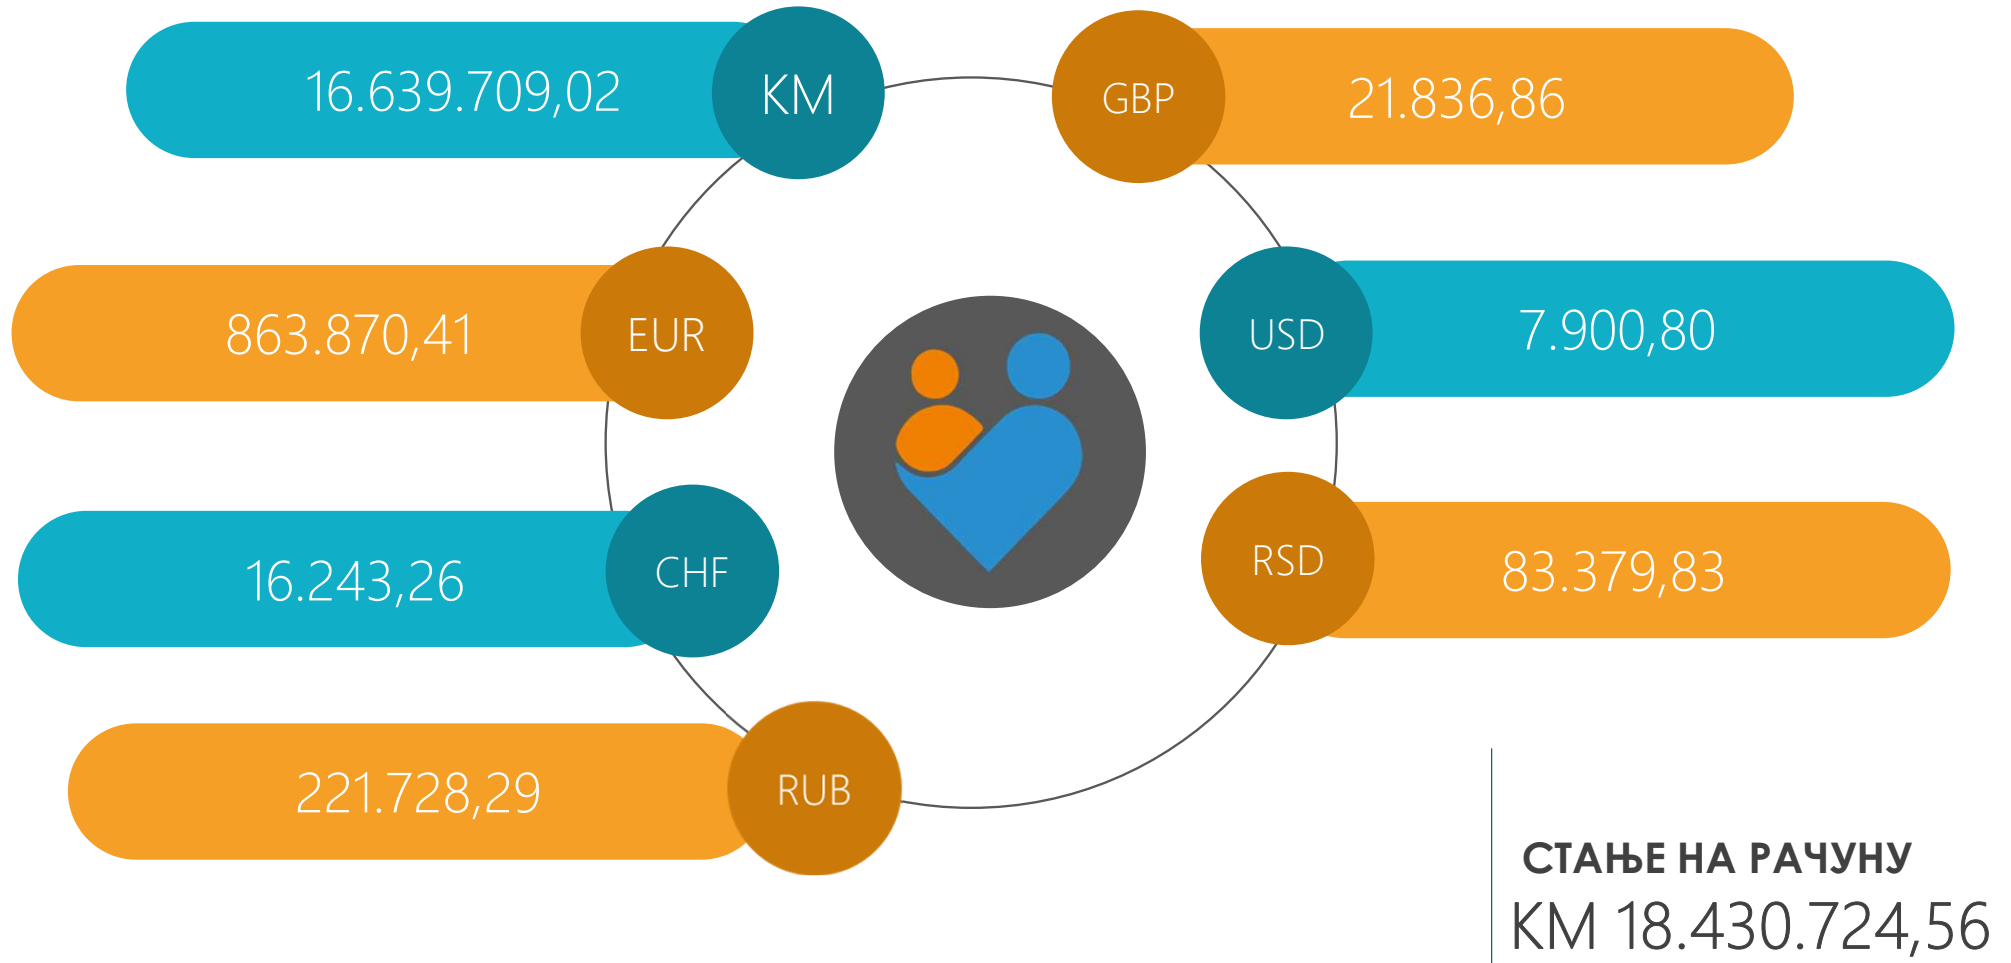 16.639.709,02 KM
GBP 21.836,86
863.870,41 EUR
USD 7.900,80
16.243,26 CHF
RSD 83.379,83
221.728,29 RUB
СТАЊЕ НА РАЧУНУ
KM 18.430.724,56